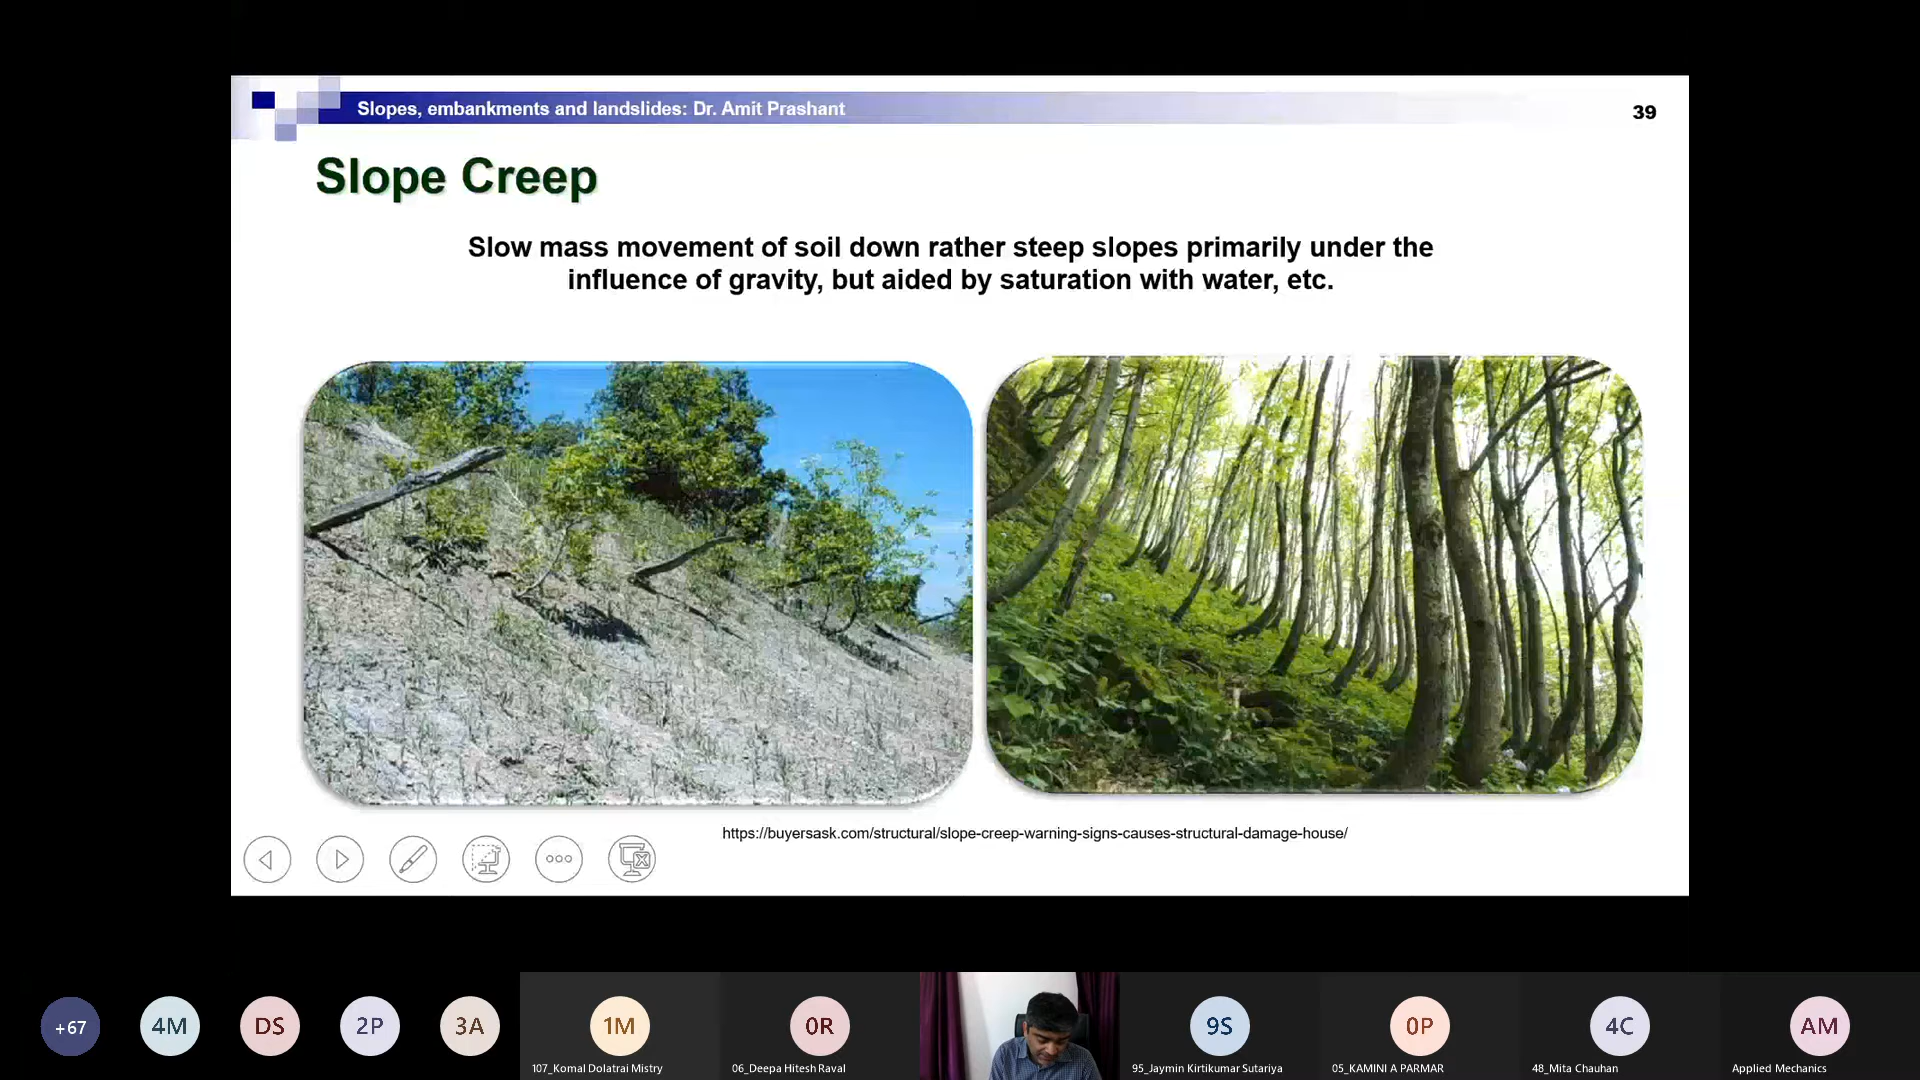 Slopes, embankments and landslides: Dr. Amit Prashant
39
Slope Creep
Slow mass movement of soil down rather steep slopes primarily under the
influence of gravity, but aided by saturation with water, etc.
https://buyersask.com/structural/slope-creep-warning-signs-causes-structural-damage-house/
+67
4M
DS
2P
3A
1M
0R
9S
0P
4C
AM
107_Komal Dolatrai Mistry
06_Deepa Hitesh Raval
95_Jaymin Kirtikumar Sutariya
05_KAMINI A PARMAR
48_Mita Chauhan
Applied Mechanics